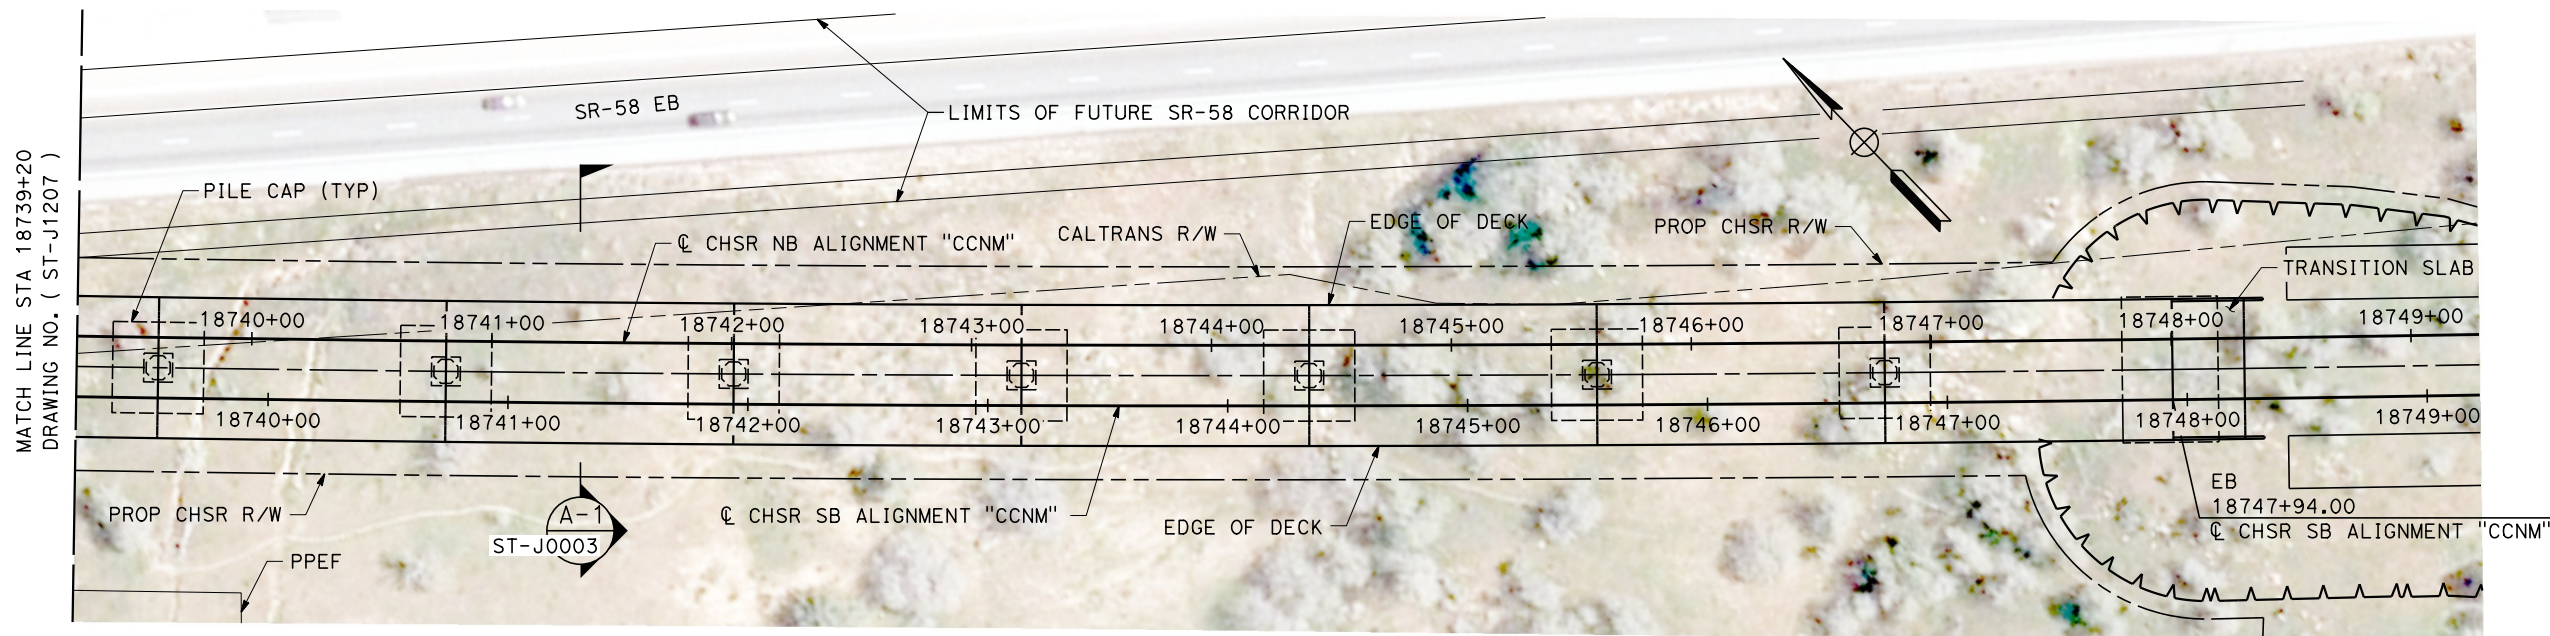 MATCH LINE STA 18739+20
DRAWING NO. ( ST-J1207 )
SR-58 EB
LIMITS OF FUTURE SR-58 CORRIDOR
PILE CAP (TYP)
℄ CHSR NB ALIGNMENT "CCNM"
CALTRANS R/W
EDGE OF DECK
PROP CHSR R/W
TRANSITION SLAB
18740+00
18741+00
18742+00
18743+00
18744+00
18745+00
18746+00
18747+00
18748+00
18749+00
18740+00
18741+00
18742+00
18743+00
18744+00
18745+00
18746+00
18747+00
18748+00
18749+00
PROP CHSR R/W
A-1
ST-J0003
℄ CHSR SB ALIGNMENT "CCNM"
EDGE OF DECK
EB
18747+94.00
℄ CHSR SB ALIGNMENT "CCNM"
PPEF